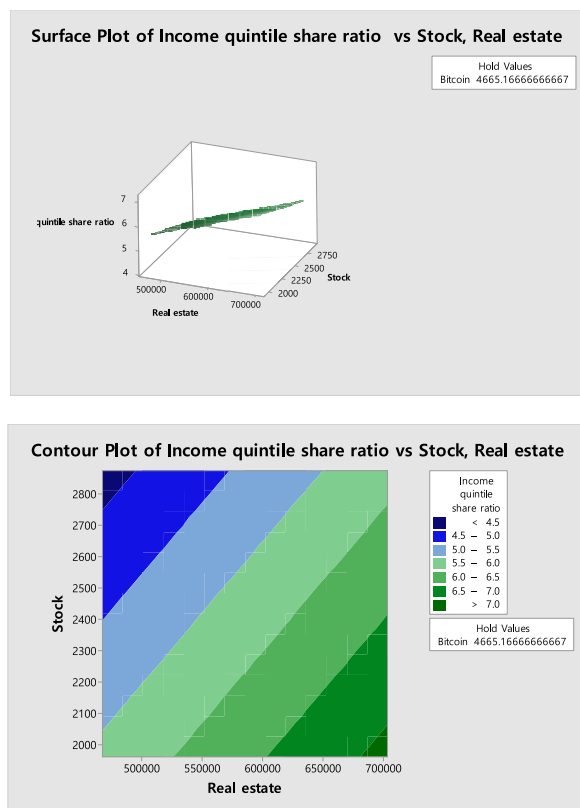 Surface Plot of Income quintile share ratio vs Stock, Real estate
Hold Values
Bitcoin 4665.16666666667
7
quintile share ratio 6
5
4
2750
2500
2250
2000
Stock
500000
600000
700000
Real estate
Contour Plot of Income quintile share ratio vs Stock, Real estate
Income
quintile
share ratio
< 4.5
4.5 – 5.0
5.0 – 5.5
5.5 – 6.0
6.0 – 6.5
6.5 – 7.0
> 7.0
Hold Values
Bitcoin 4665.16666666667
2800
2700
2600
2500
2400
2300
2200
2100
2000
Stock
500000 550000 600000 650000 700000
Real estate